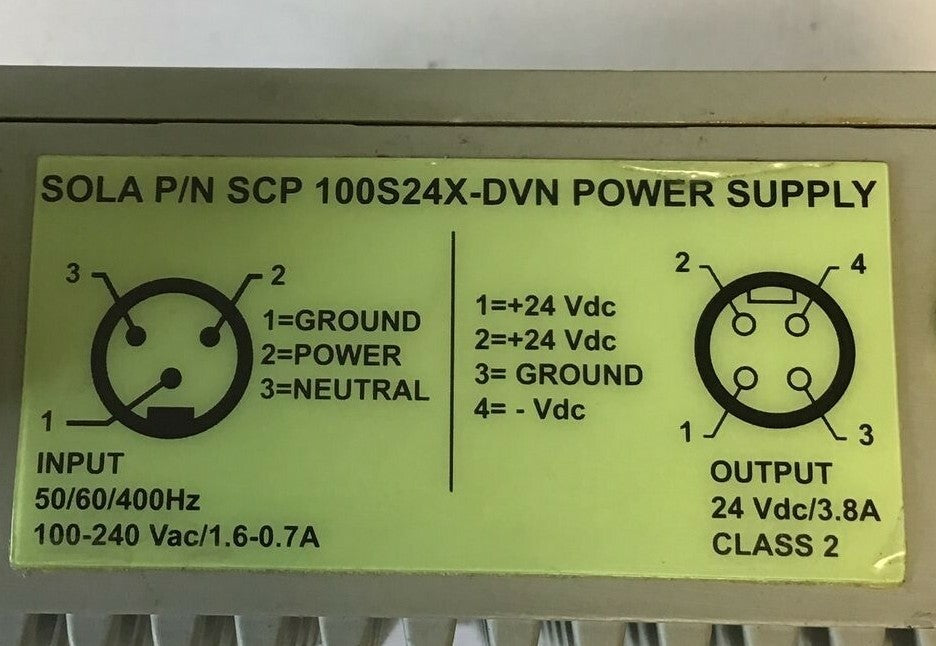 SOLA P/N SCP 100S24X-DVN POWER SUPPLY
3
2
1=GROUND
2=POWER
3=NEUTRAL
1
INPUT
50/60/400Hz
100-240 Vac/1.6-0.7A
1=+24 Vdc
2=+24 Vdc
3= GROUND
4= - Vdc
2
4
1
3
OUTPUT
24 Vdc/3.8A
CLASS 2